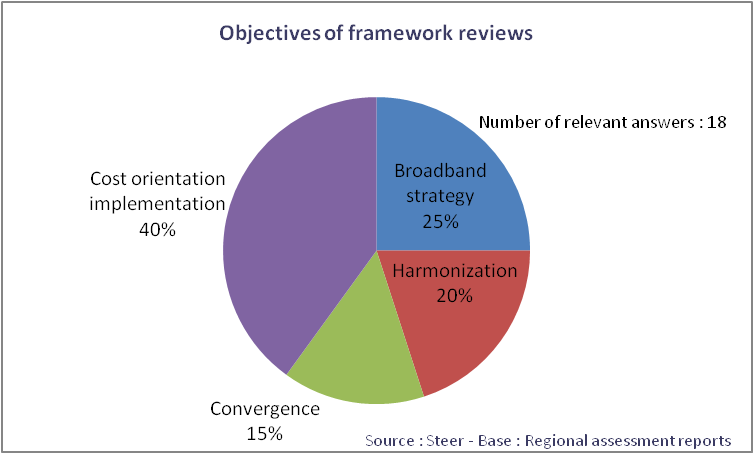 Objectives of framework reviews
Number of relevant answers : 18
Broadband
strategy
25%
Harmonization
20%
Convergence
15%
Cost orientation
implementation
40%
Source : Steer - Base : Regional assessment reports